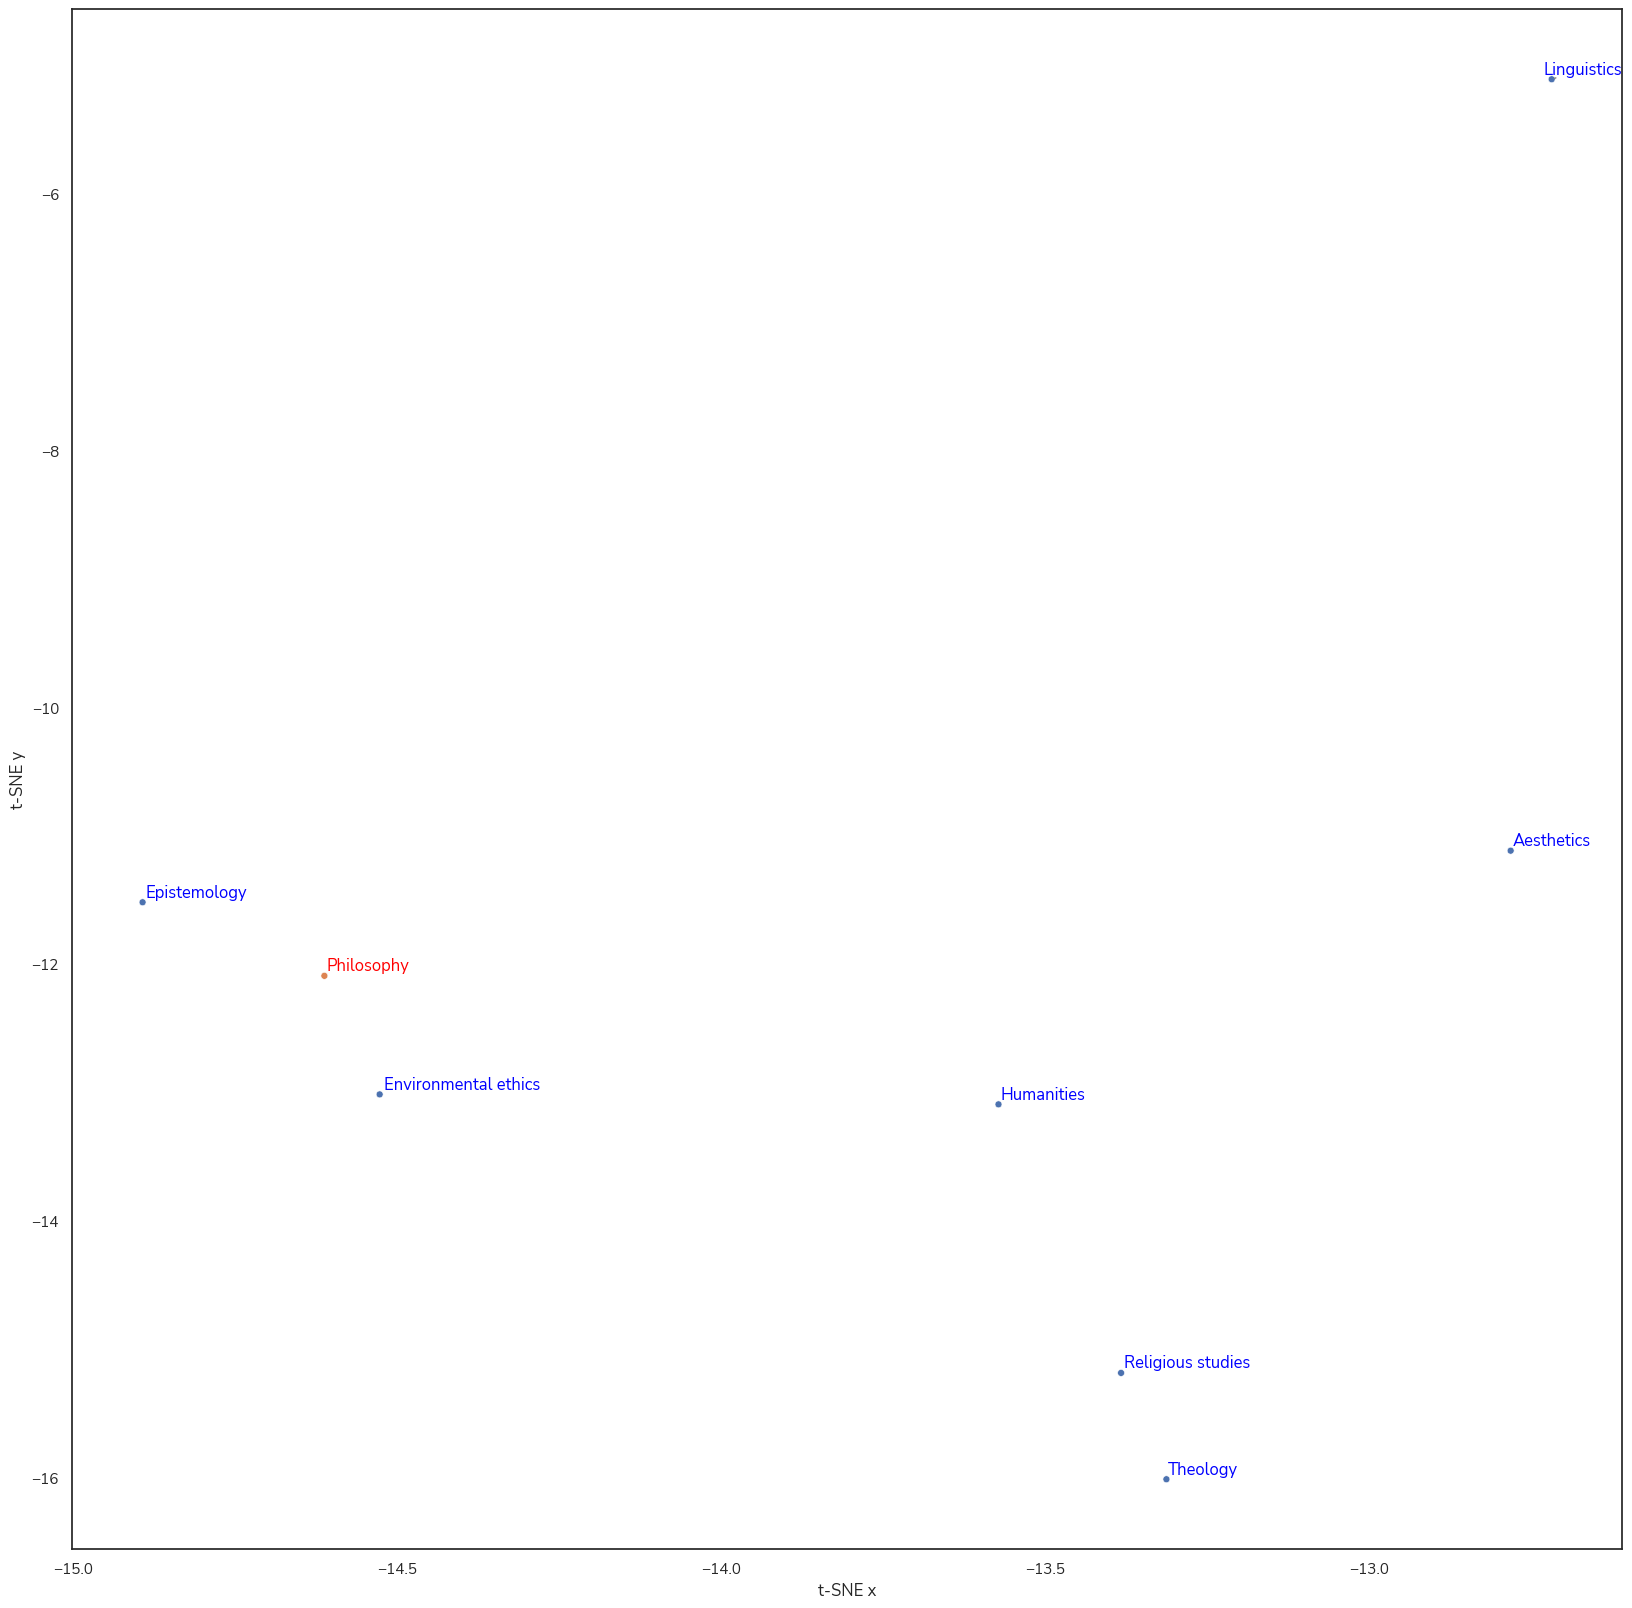 Linguistics
−6
−8
−10
t-SNE y
Aesthetics
Epistemology
−12
Philosophy
Environmental ethics
Humanities
−14
Religious studies
Theology
−16
−15.0
−14.5
−14.0
−13.5
−13.0
t-SNE x